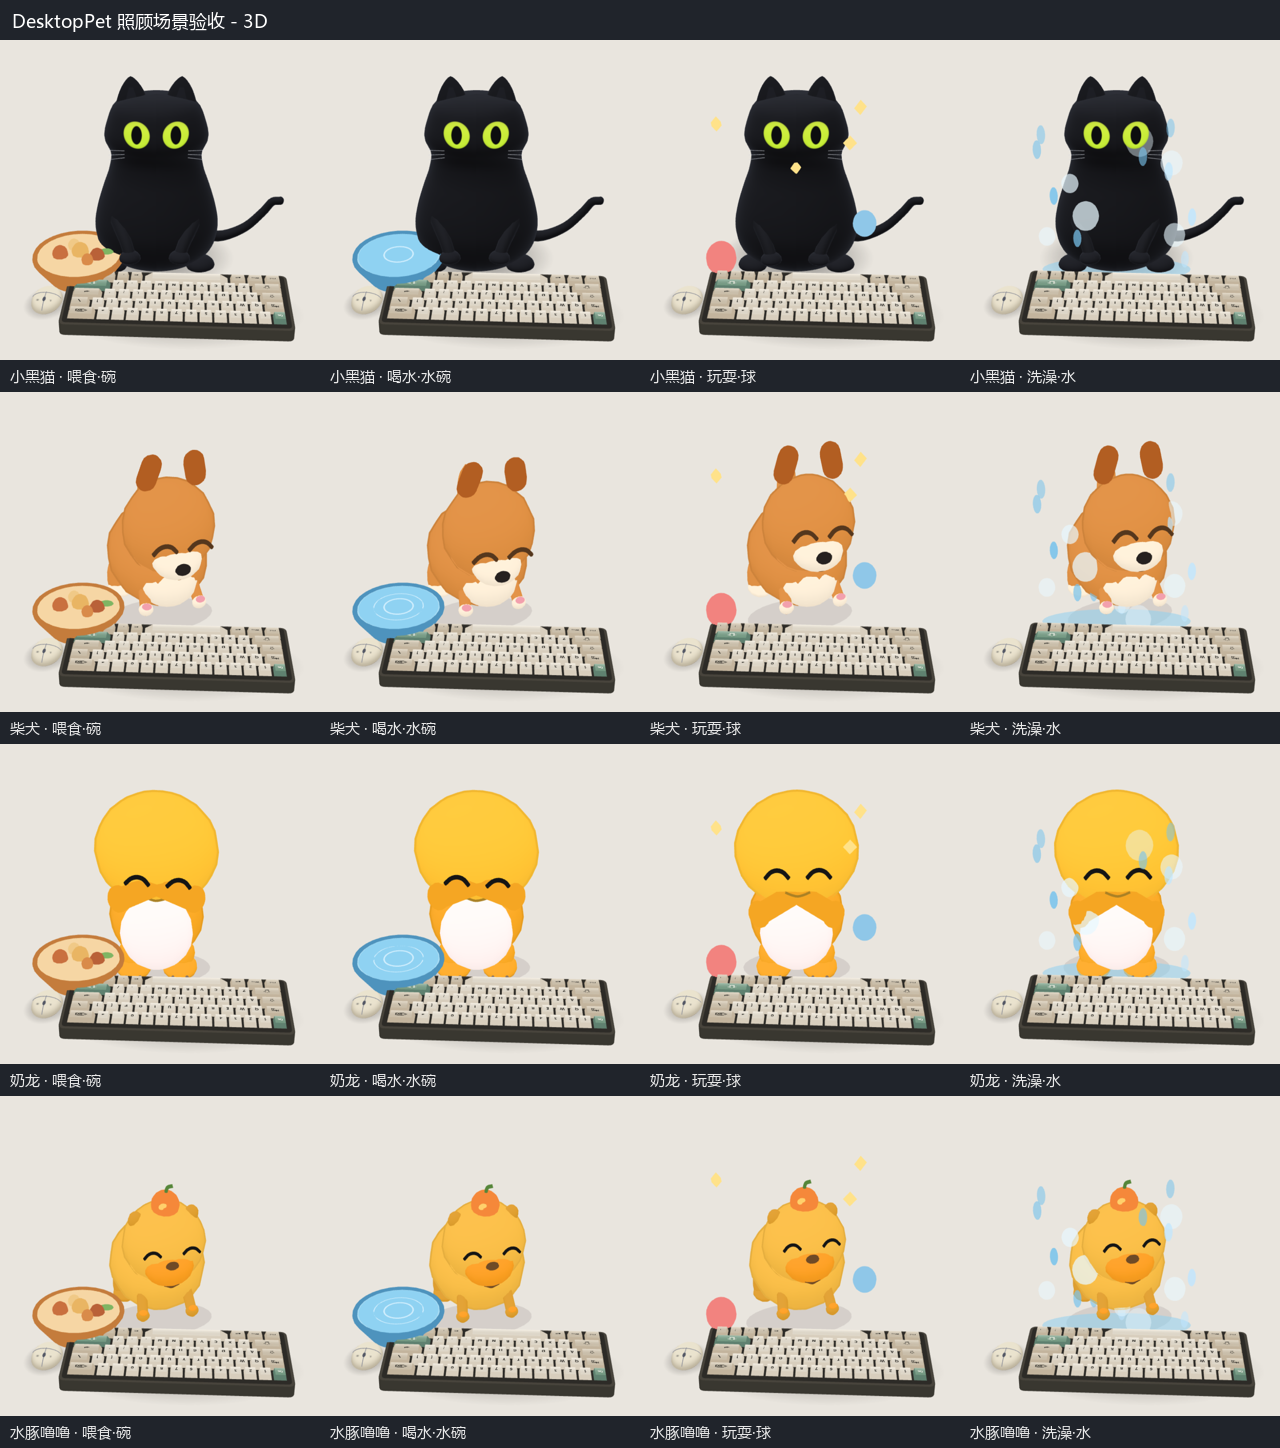 DesktopPet 照顾场景验收 - 3D
小黑猫 · 喂食·碗
小黑猫 · 喝水·水碗
小黑猫 · 玩耍·球
小黑猫 · 洗澡·水
柴犬 · 喂食·碗
柴犬 · 喝水·水碗
柴犬 · 玩耍·球
柴犬 · 洗澡·水
奶龙 · 喂食·碗
奶龙 · 喝水·水碗
奶龙 · 玩耍·球
奶龙 · 洗澡·水
水豚噜噜 · 喂食·碗
水豚噜噜 · 喝水·水碗
水豚噜噜 · 玩耍·球
水豚噜噜 · 洗澡·水